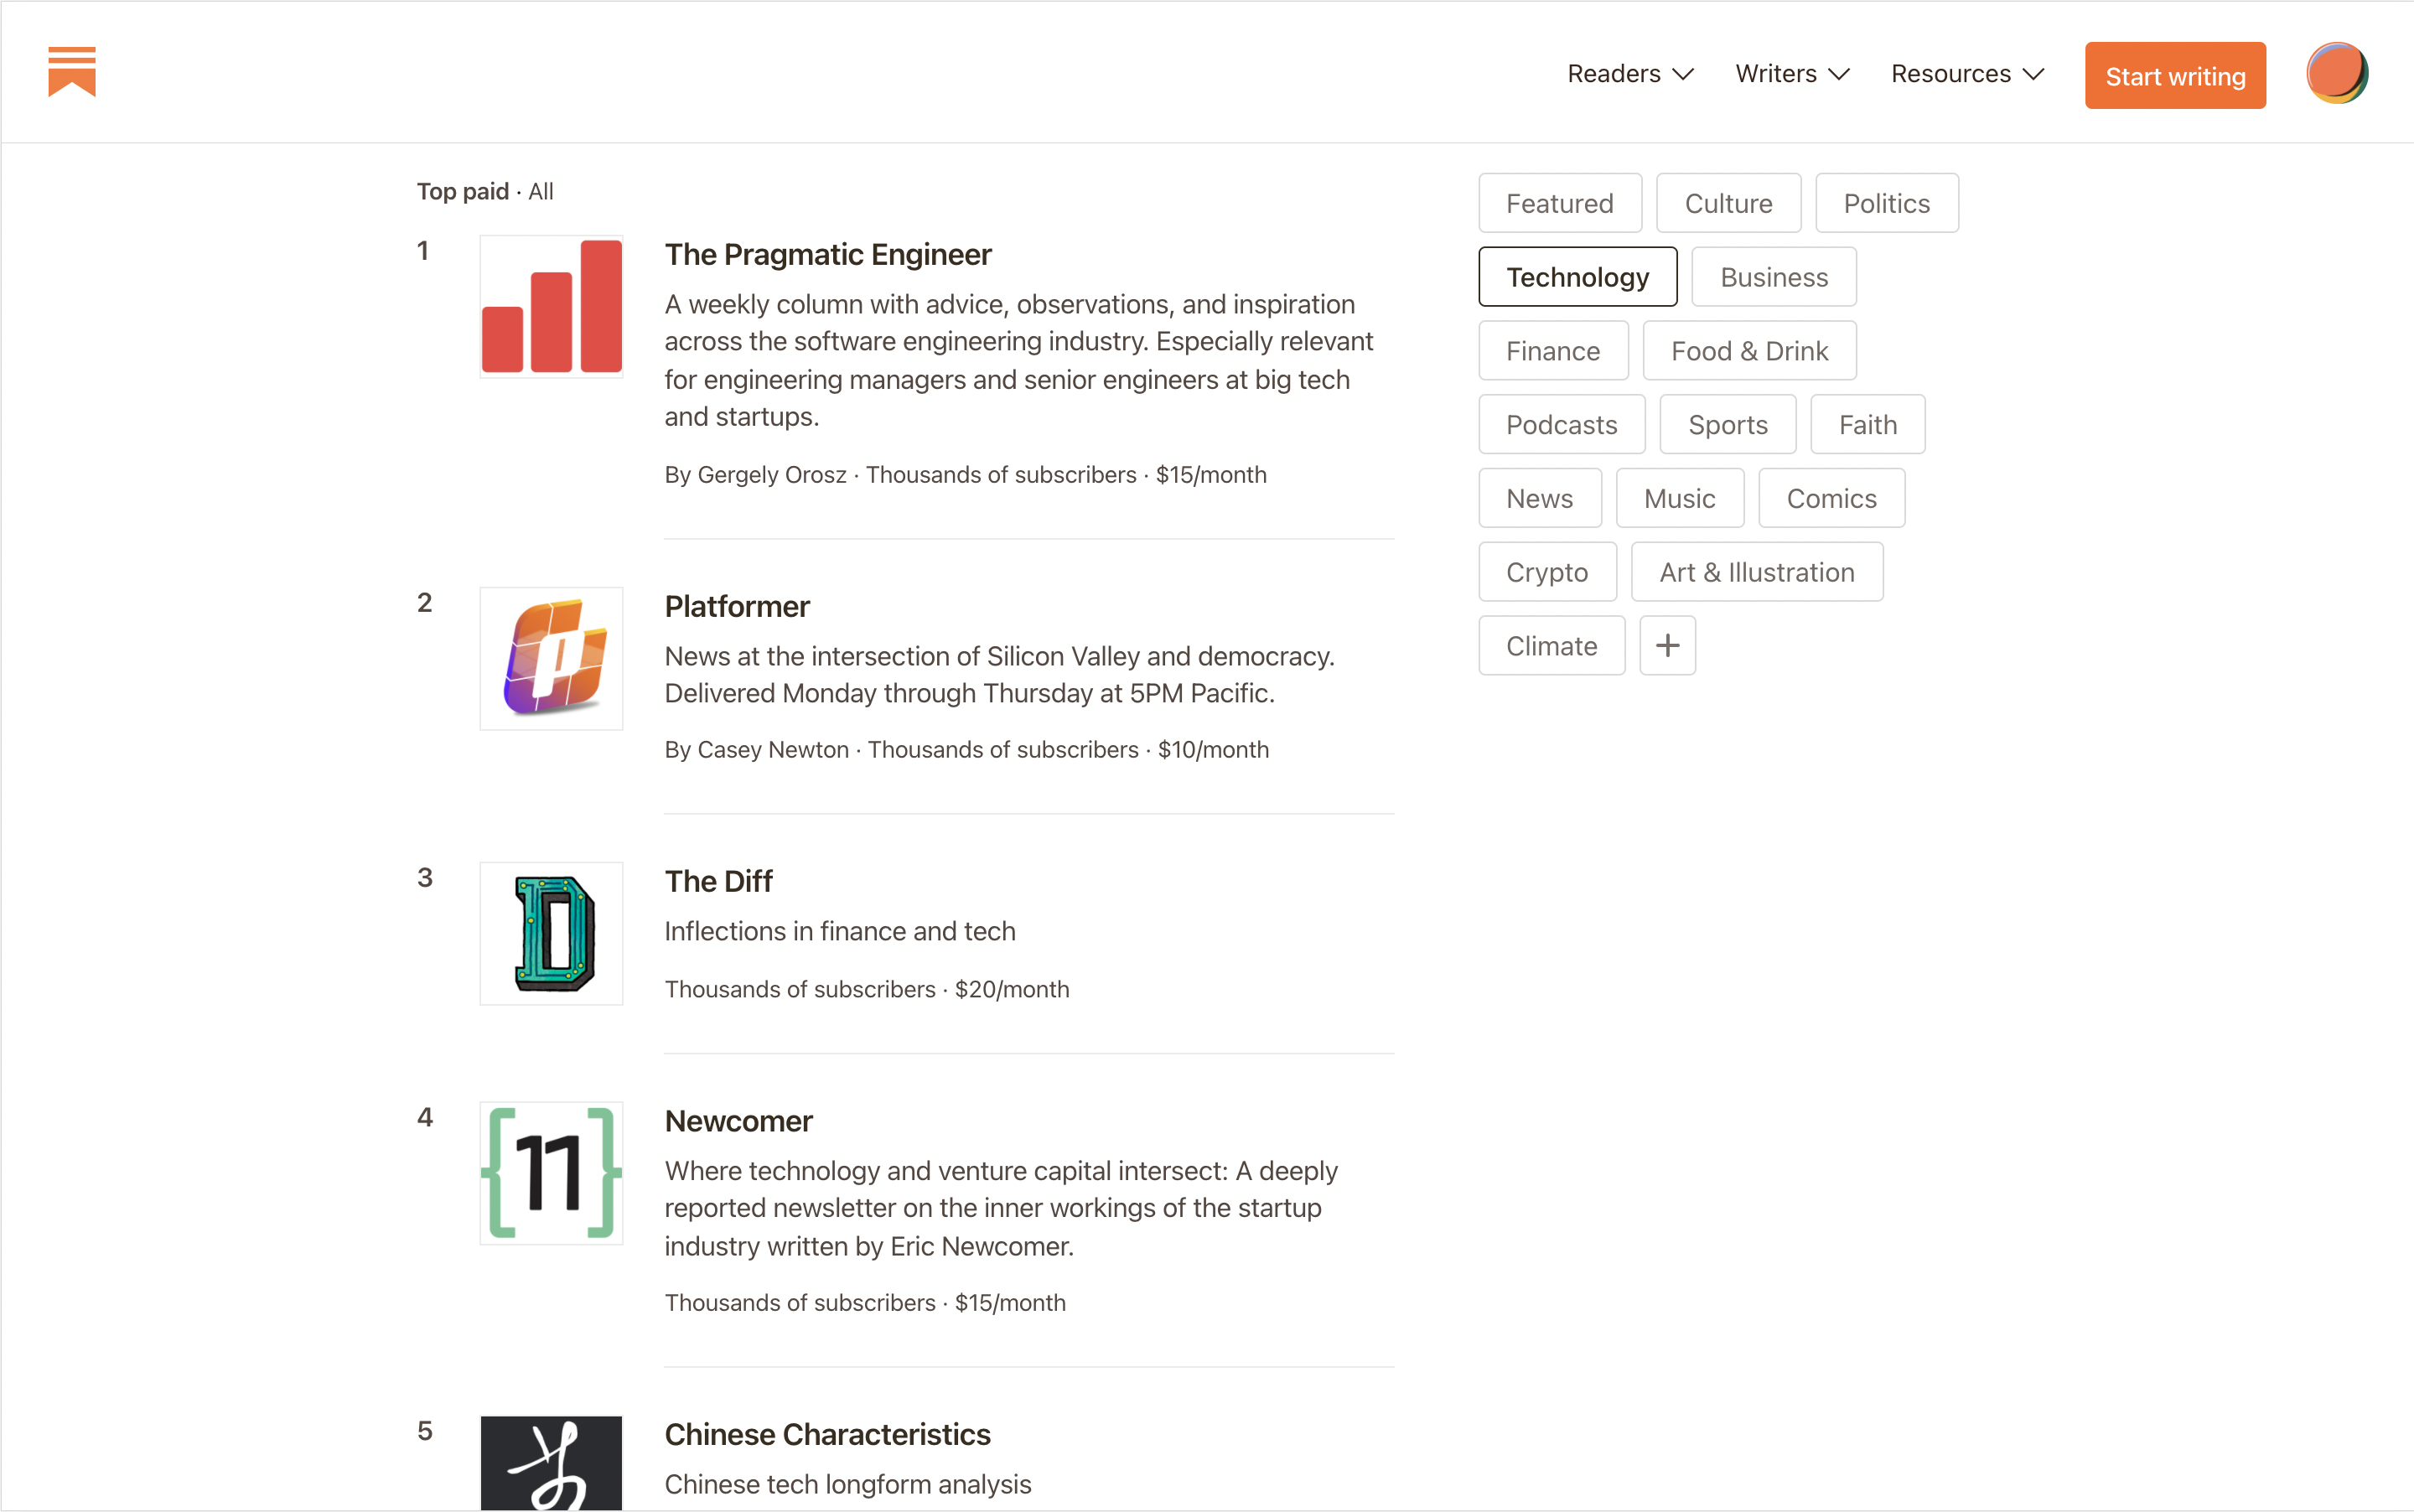 Readers
Writers
Resources
Start writing
Top paid · All
1
The Pragmatic Engineer
A weekly column with advice, observations, and inspiration
across the software engineering industry. Especially relevant
for engineering managers and senior engineers at big tech
and startups.
By Gergely Orosz · Thousands of subscribers · $15/month
2
Platformer
News at the intersection of Silicon Valley and democracy.
Delivered Monday through Thursday at 5PM Pacific.
By Casey Newton · Thousands of subscribers · $10/month
3
The Diff
Inflections in finance and tech
Thousands of subscribers · $20/month
4
Newcomer
Where technology and venture capital intersect: A deeply
reported newsletter on the inner workings of the startup
industry written by Eric Newcomer.
Thousands of subscribers · $15/month
5
Chinese Characteristics
Chinese tech longform analysis
Featured
Culture
Politics
Technology
Business
Finance
Food & Drink
Podcasts
Sports
Faith
News
Music
Comics
Crypto
Art & Illustration
Climate
+